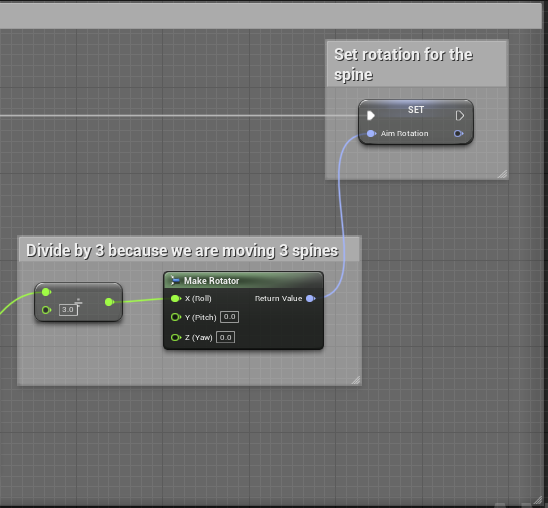 Set rotation for the
spine
SET
Aim Rotation
Divide by 3 because we are moving 3 spines
÷
3.0
Make Rotator
X (Roll) Return Value
Y (Pitch) 0.0
Z (Yaw) 0.0